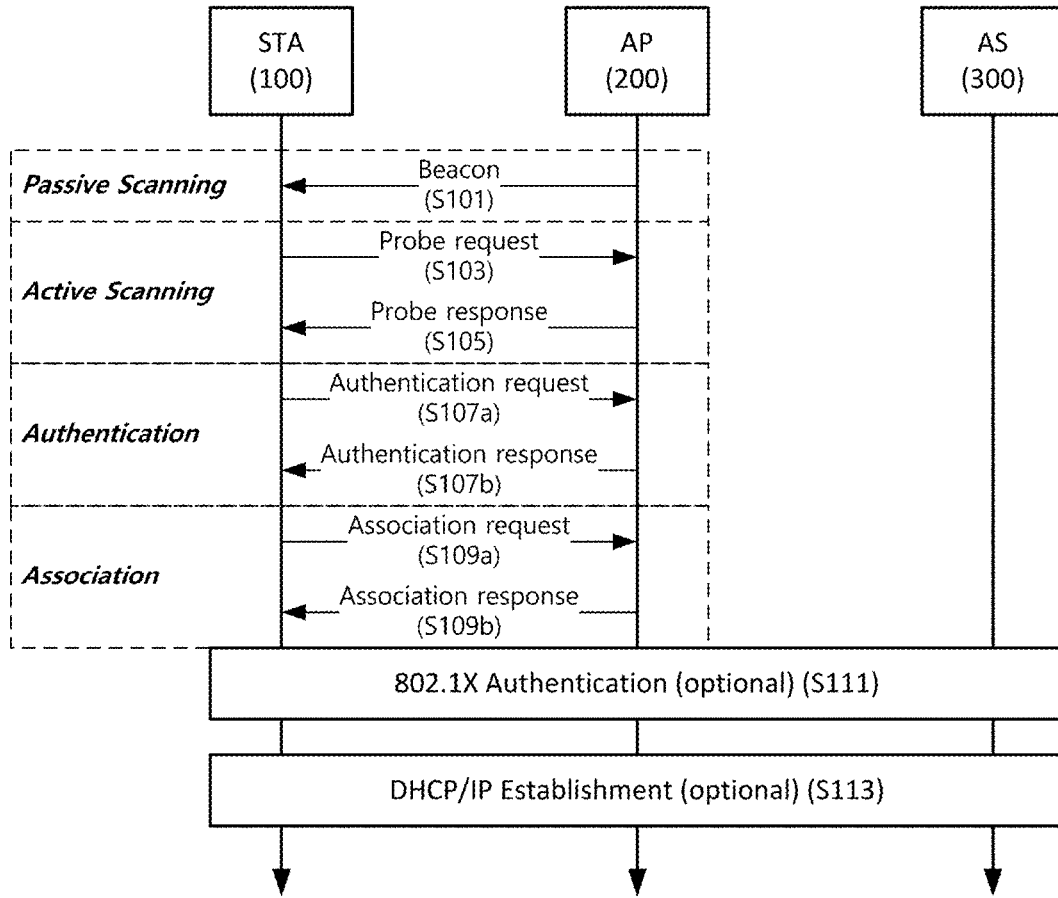 STA
(100)
AP
(200)
AS
(300)
Passive Scanning
Beacon
(S101)
Active Scanning
Probe request
(S103)
Probe response
(S105)
Authentication
Authentication request
(S107a)
Authentication response
(S107b)
Association
Association request
(S109a)
Association response
(S109b)
802.1X Authentication (optional) (S111)
DHCP/IP Establishment (optional) (S113)